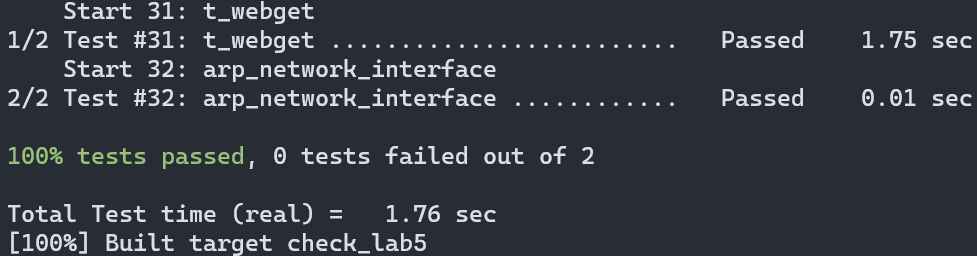 Start 31: t_webget
1/2 Test #31: t_webget .........................   Passed    1.75 sec
    Start 32: arp_network_interface
2/2 Test #32: arp_network_interface ............   Passed    0.01 sec

100% tests passed, 0 tests failed out of 2

Total Test time (real) =   1.76 sec
[100%] Built target check_lab5